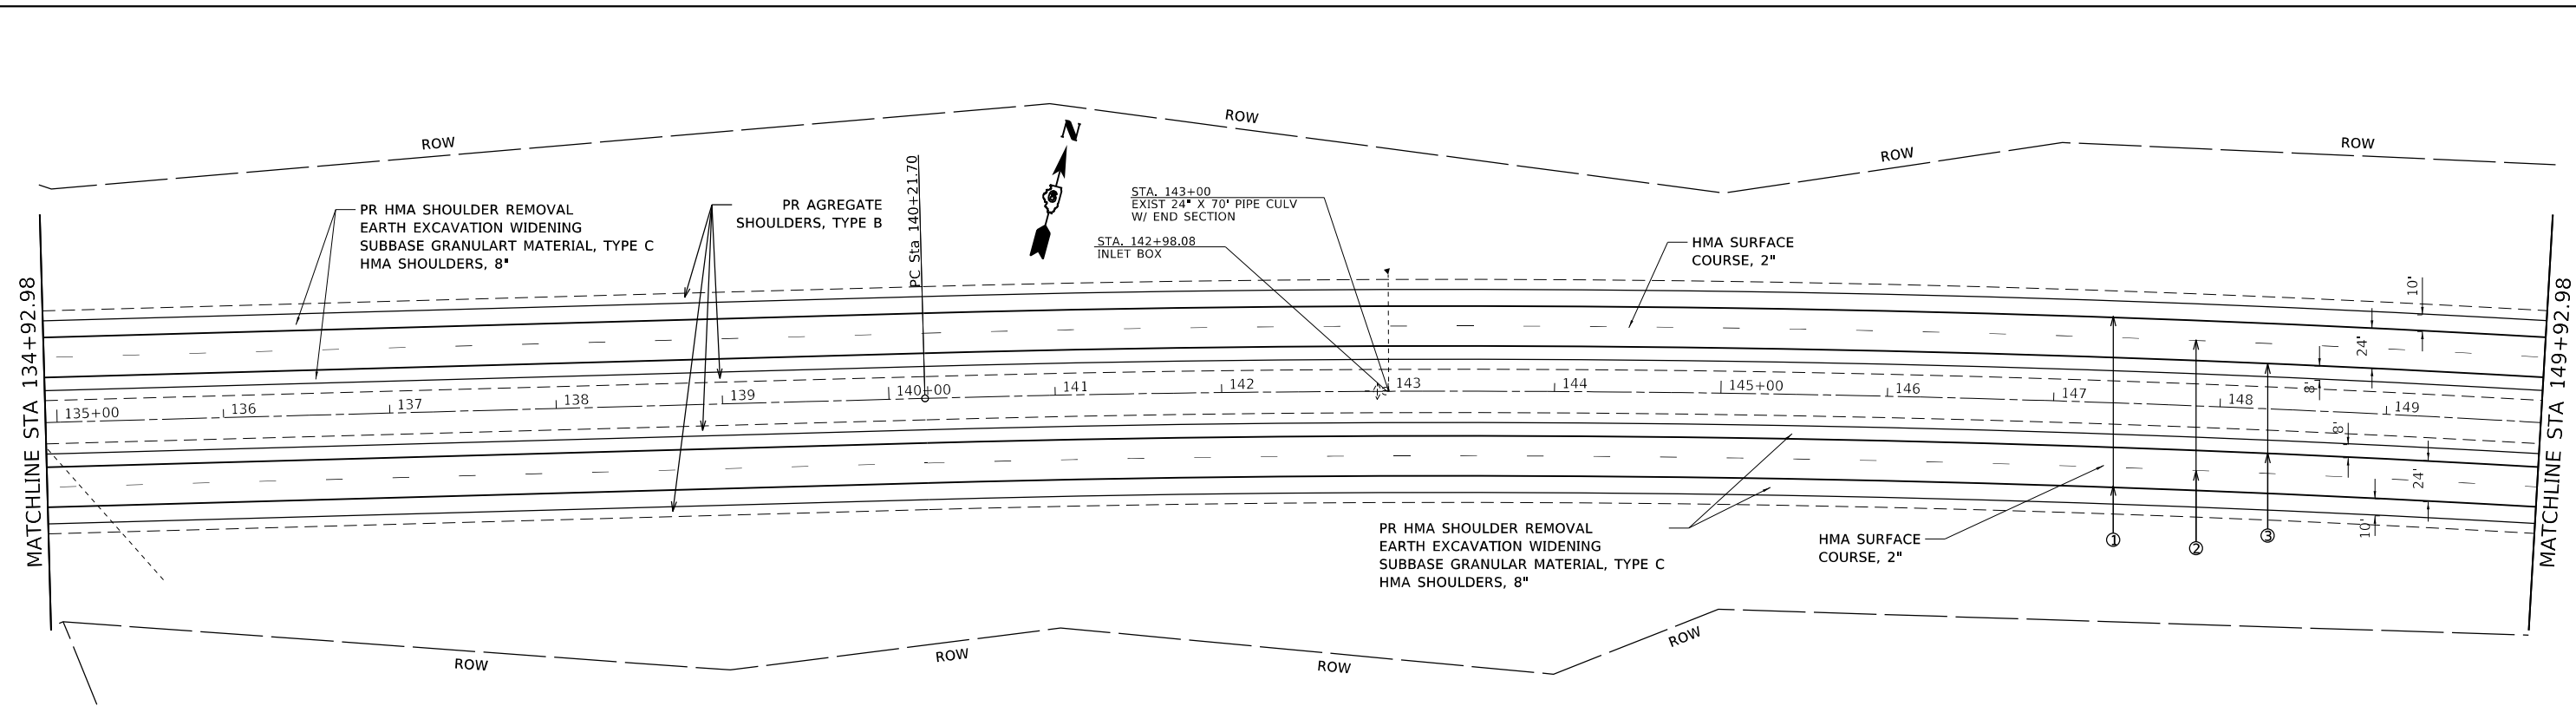 ROW
ROW
ROW
ROW
N
PC Sta 140+21.70
STA. 143+00
EXIST 24" X 70' PIPE CULV
W/ END SECTION
STA. 142+98.08
INLET BOX
PR HMA SHOULDER REMOVAL
EARTH EXCAVATION WIDENING
SUBBASE GRANULART MATERIAL, TYPE C
HMA SHOULDERS, 8"
PR AGREGATE
SHOULDERS, TYPE B
HMA SURFACE
COURSE, 2"
MATCHLINE STA 134+92.98
MATCHLINE STA 149+92.98
10'
24'
8'
8'
24'
10'
135+00
136
137
138
139
140+00
141
142
143
144
145+00
146
147
148
149
PR HMA SHOULDER REMOVAL
EARTH EXCAVATION WIDENING
SUBBASE GRANULAR MATERIAL, TYPE C
HMA SHOULDERS, 8"
HMA SURFACE
COURSE, 2"
①
②
③
ROW
ROW
ROW
ROW